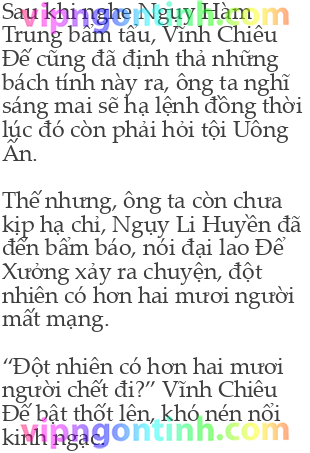 Sau khi nghe Ngụy Hàm
Trung bẩm tấu, Vĩnh Chiêu
Đế cũng đã định thả những
bách tính này ra, ông ta nghĩ
sáng mai sẽ hạ lệnh đồng thời
lúc đó còn phải hỏi tội Uông
Ấn.
Thế nhưng, ông ta còn chưa
kịp hạ chỉ, Ngụy Li Huyền đã
đến bẩm báo, nói đại lao Đề
Xưởng xảy ra chuyện, đột
nhiên có hơn hai mươi người
mất mạng.
“Đột nhiên có hơn hai mươi
người chết đi?” Vĩnh Chiêu
Đế bật thốt lên, khó nén nổi
kinh ngạc.
vipngontinh.com
vipngontinh.com